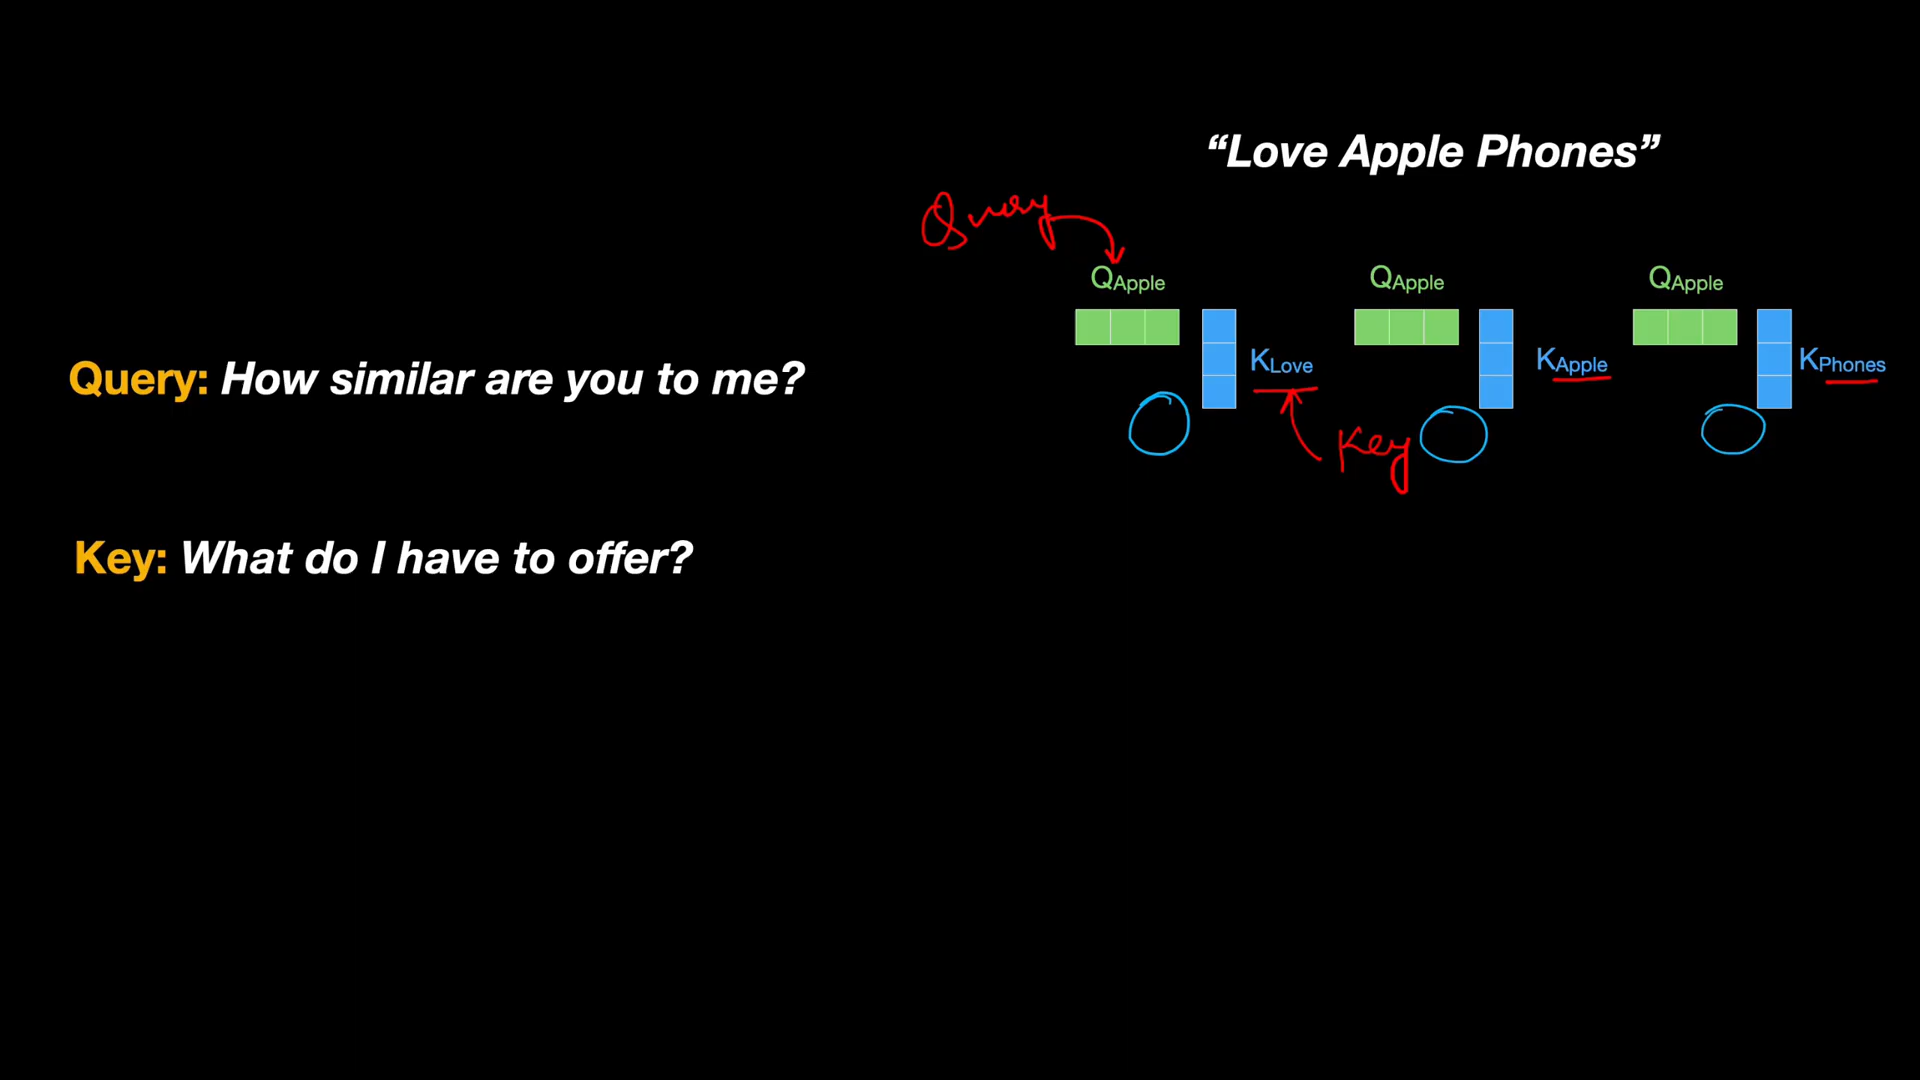 “Love Apple Phones”
Query
QApple QApple QApple
KLove KApple KPhones
Query: How similar are you to me?
Key
Key: What do I have to offer?